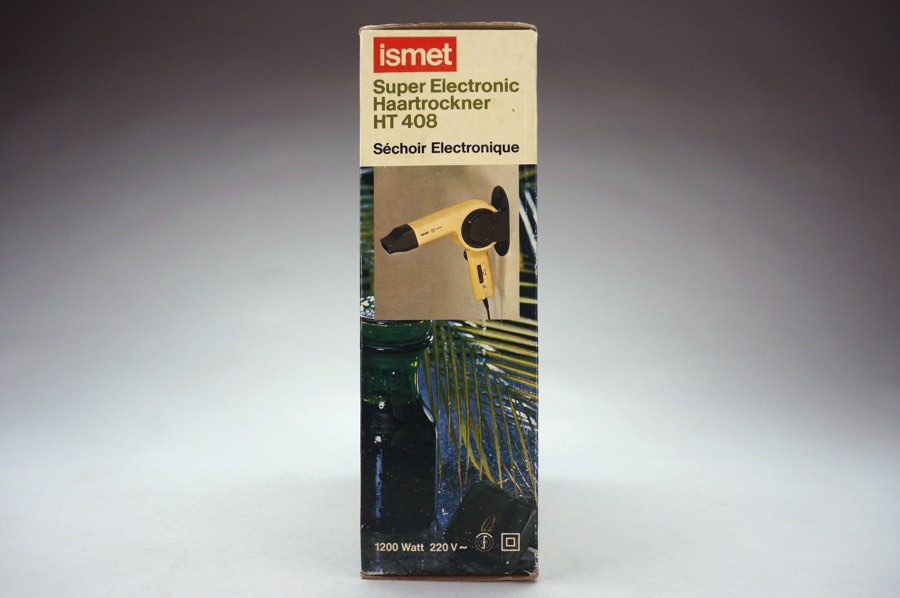 ismet
Super Electronic
Haartrockner
HT 408
Séchoir Electronique
1200 Watt 220 V~